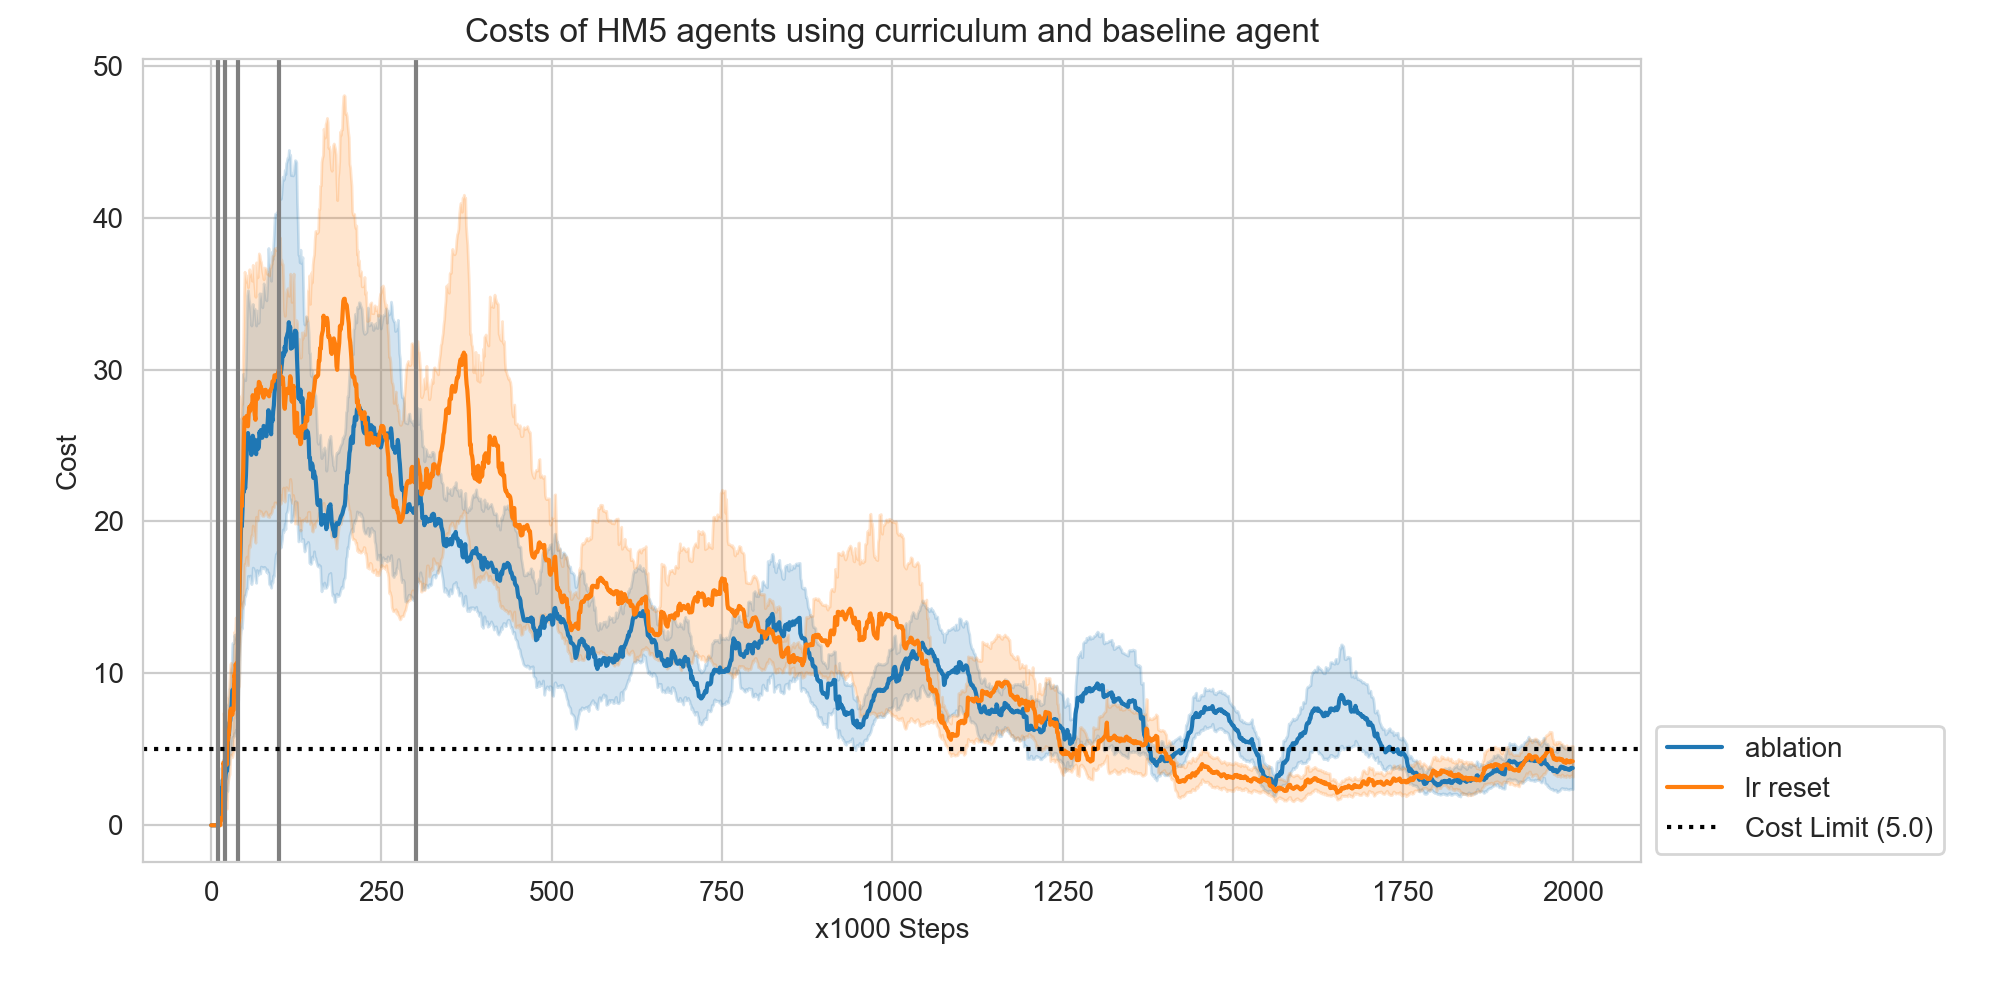 Costs of HM5 agents using curriculum and baseline agent
50
40
30
20
10
0
Cost
0 250 500 750 1000 1250 1500 1750 2000
x1000 Steps
ablation
lr reset
Cost Limit (5.0)